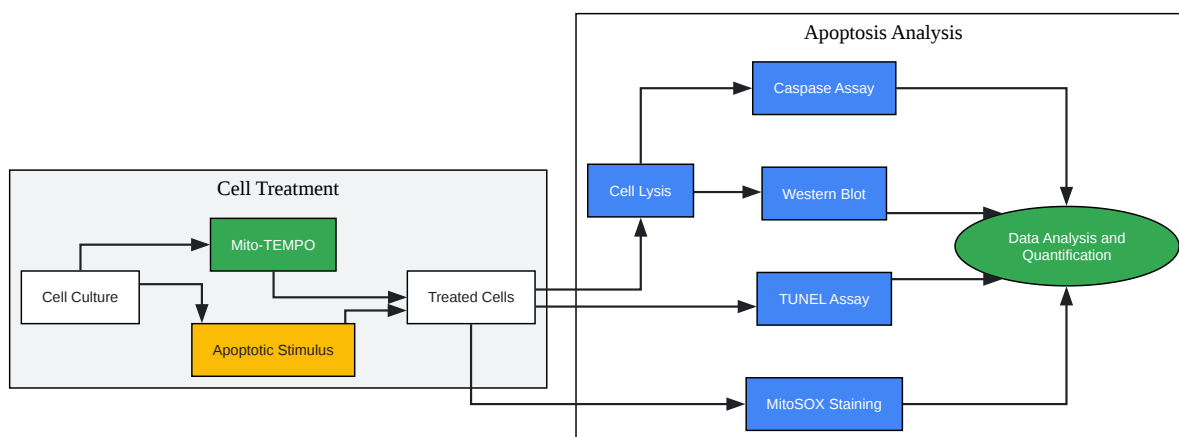 Apoptosis Analysis
Caspase Assay
Cell Treatment
Cell Lysis
Western Blot
Mito-TEMPO
Data Analysis and
Quantification
Cell Culture
Treated Cells
TUNEL Assay
Apoptotic Stimulus
MitoSOX Staining